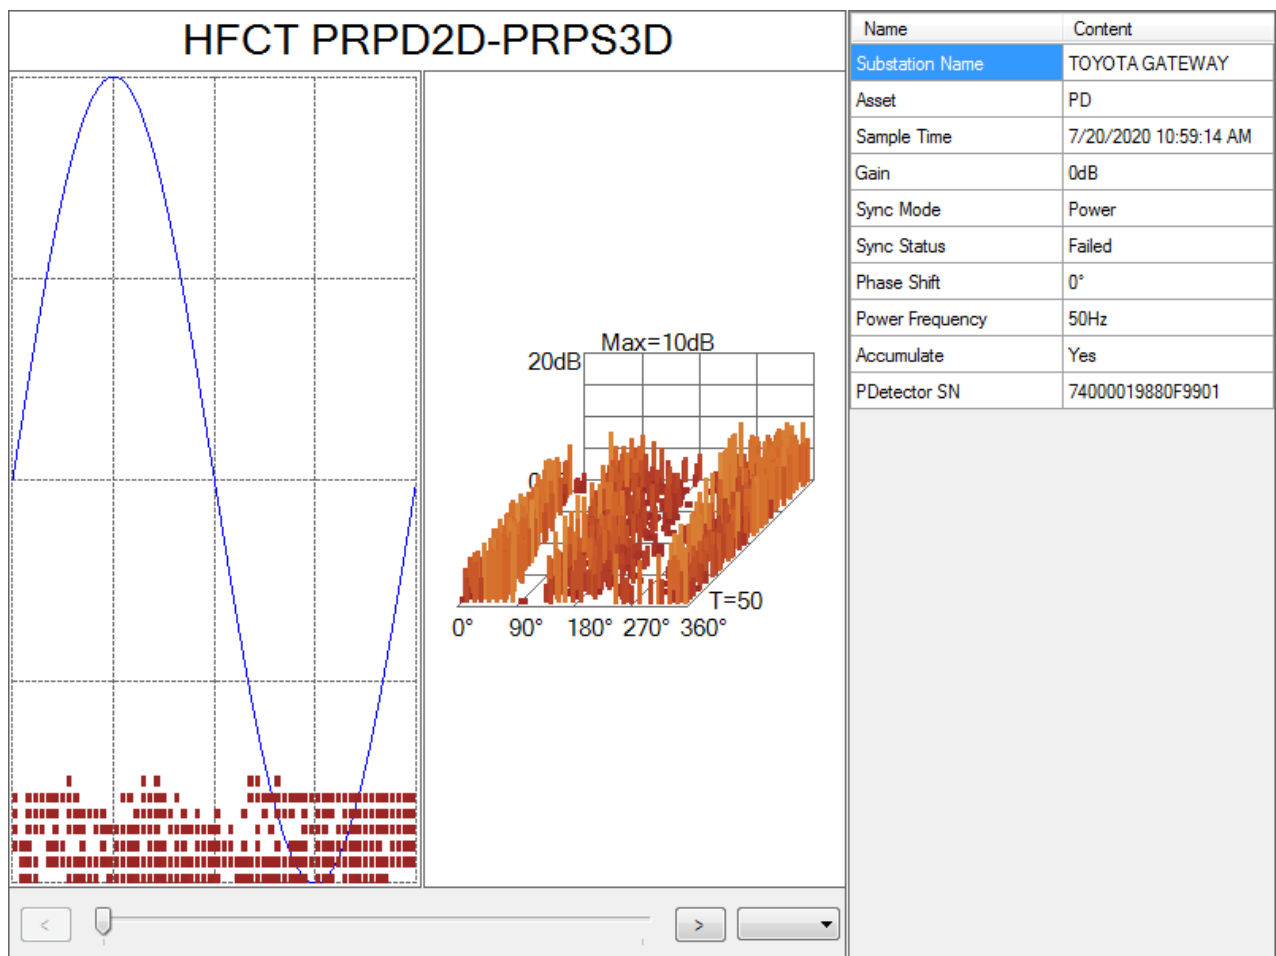 HFCT PRPD2D-PRPS3D
Max=10dB
20dB
0
T=50
0° 90° 180° 270° 360°
<
>
Name Content
Substation Name TOYOTA GATEWAY
Asset PD
Sample Time 7/20/2020 10:59:14 AM
Gain 0dB
Sync Mode Power
Sync Status Failed
Phase Shift 0°
Power Frequency 50Hz
Accumulate Yes
PDetector SN 74000019880F9901